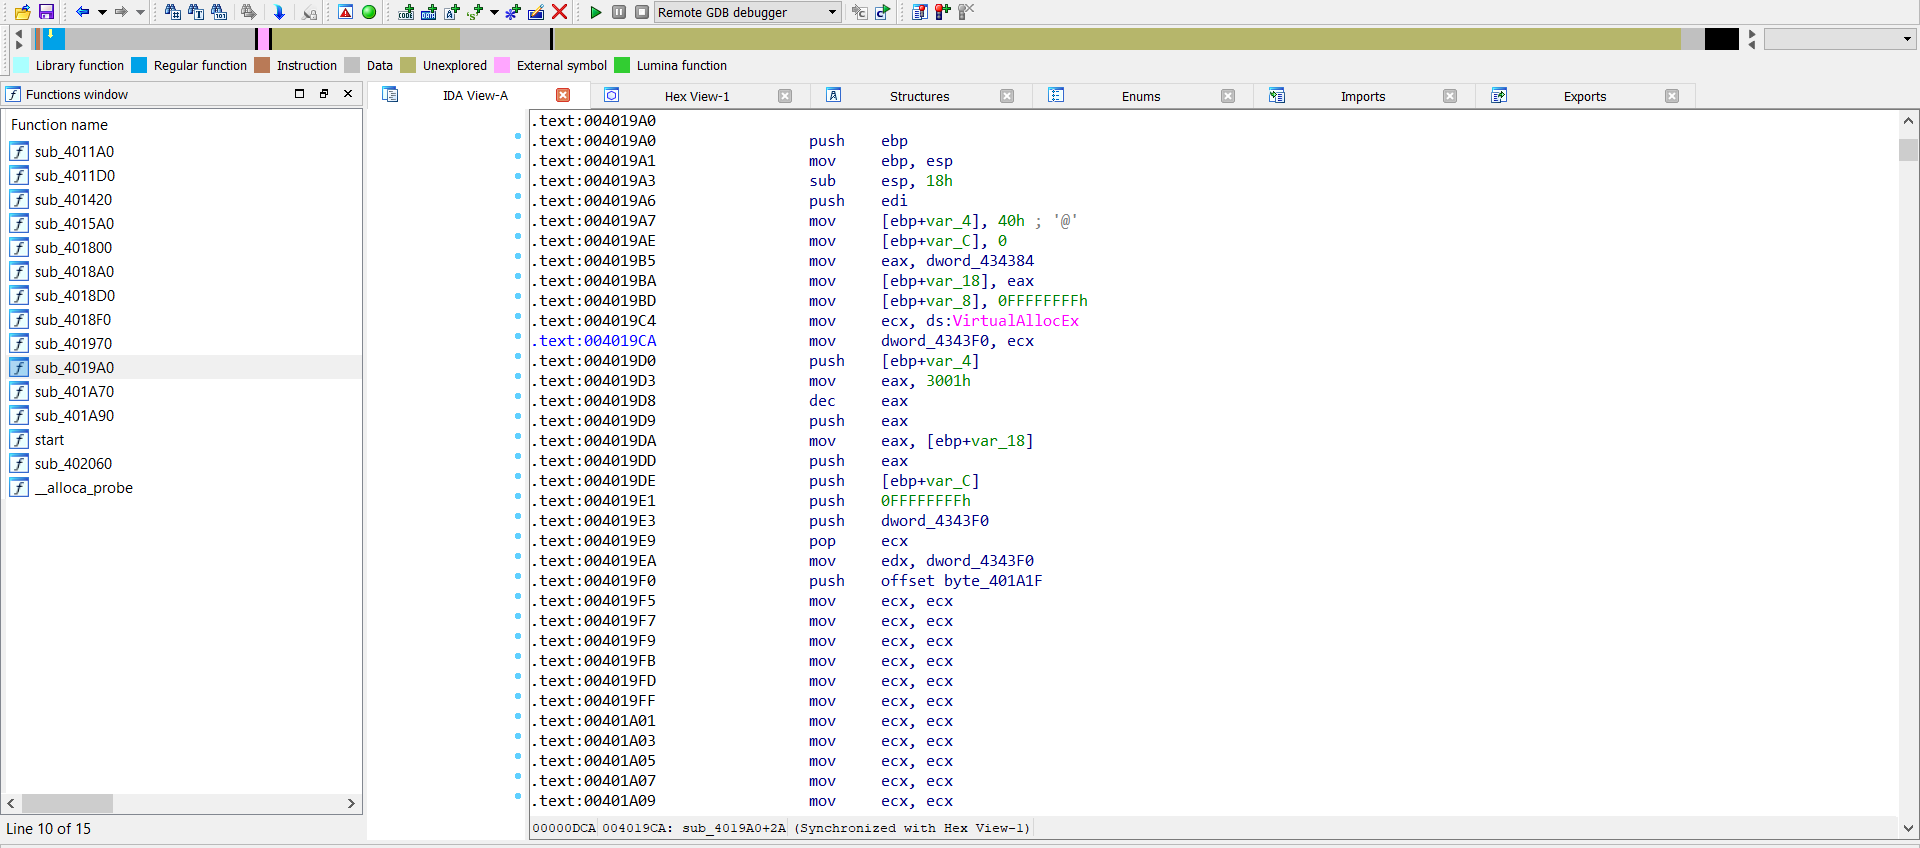 Remote GDB debugger
Library function Regular function Instruction Data Unexplored External symbol Lumina function
Functions window
IDA View-A Hex View-1 Structures Enums Imports Exports
Function name
sub_4011A0
sub_4011D0
sub_401420
sub_4015A0
sub_401800
sub_4018A0
sub_4018D0
sub_4018F0
sub_401970
sub_4019A0
sub_401A70
sub_401A90
start
sub_402060
__alloca_probe
Line 10 of 15
.text:004019A0
.text:004019A0 push ebp
.text:004019A1 mov ebp, esp
.text:004019A3 sub esp, 18h
.text:004019A6 push edi
.text:004019A7 mov [ebp+var_4], 40h ; '@'
.text:004019AE mov [ebp+var_C], 0
.text:004019B5 mov eax, dword_434384
.text:004019BA mov [ebp+var_18], eax
.text:004019BD mov [ebp+var_8], 0FFFFFFFFh
.text:004019C4 mov ecx, ds:VirtualAllocEx
.text:004019CA mov dword_4343F0, ecx
.text:004019D0 push [ebp+var_4]
.text:004019D3 mov eax, 3001h
.text:004019D8 dec eax
.text:004019D9 push eax
.text:004019DA mov eax, [ebp+var_18]
.text:004019DD push eax
.text:004019DE push [ebp+var_C]
.text:004019E1 push 0FFFFFFFFh
.text:004019E3 push dword_4343F0
.text:004019E9 pop ecx
.text:004019EA mov edx, dword_4343F0
.text:004019F0 push offset byte_401A1F
.text:004019F5 mov ecx, ecx
.text:004019F7 mov ecx, ecx
.text:004019F9 mov ecx, ecx
.text:004019FB mov ecx, ecx
.text:004019FD mov ecx, ecx
.text:004019FF mov ecx, ecx
.text:00401A01 mov ecx, ecx
.text:00401A03 mov ecx, ecx
.text:00401A05 mov ecx, ecx
.text:00401A07 mov ecx, ecx
.text:00401A09 mov ecx, ecx
00000DCA 004019CA: sub_4019A0+2A (Synchronized with Hex View-1)